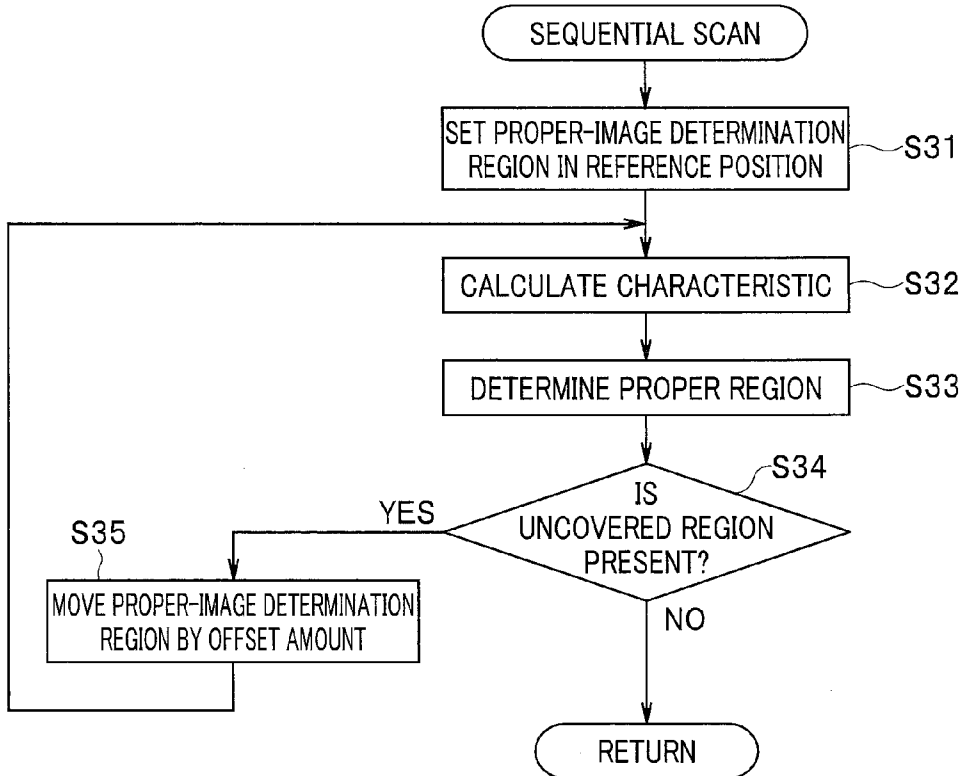 SEQUENTIAL SCAN
SET PROPER-IMAGE DETERMINATION
REGION IN REFERENCE POSITION
S31
CALCULATE CHARACTERISTIC
S32
DETERMINE PROPER REGION
S33
S34
IS
UNCOVERED REGION
PRESENT?
YES
NO
S35
MOVE PROPER-IMAGE DETERMINATION
REGION BY OFFSET AMOUNT
RETURN